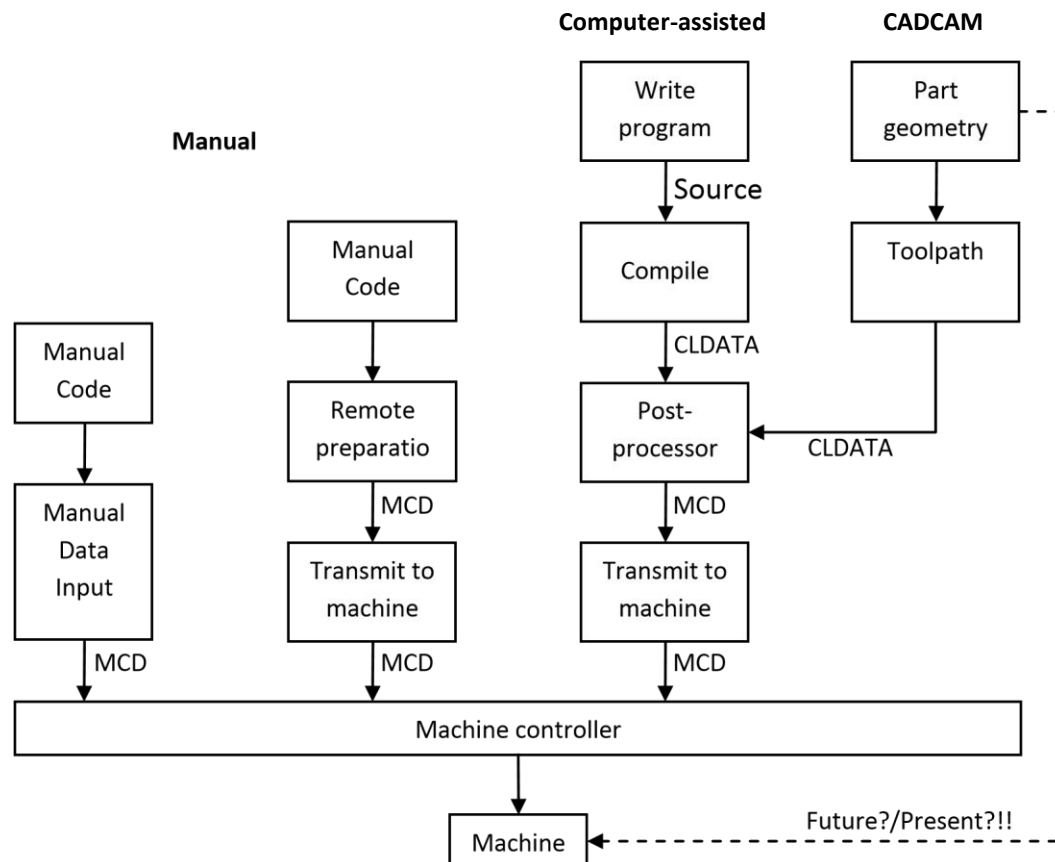 Computer-assisted
CADCAM
Write
program
Part
geometry
Manual
Source
Manual
Code
Compile
Toolpath
Manual
Code
CLDATA
Remote
preparatio
Post-
processor
CLDATA
MCD
MCD
Manual
Data
Input
Transmit to
machine
Transmit to
machine
MCD
MCD
MCD
Machine controller
Future?/Present?!!
Machine